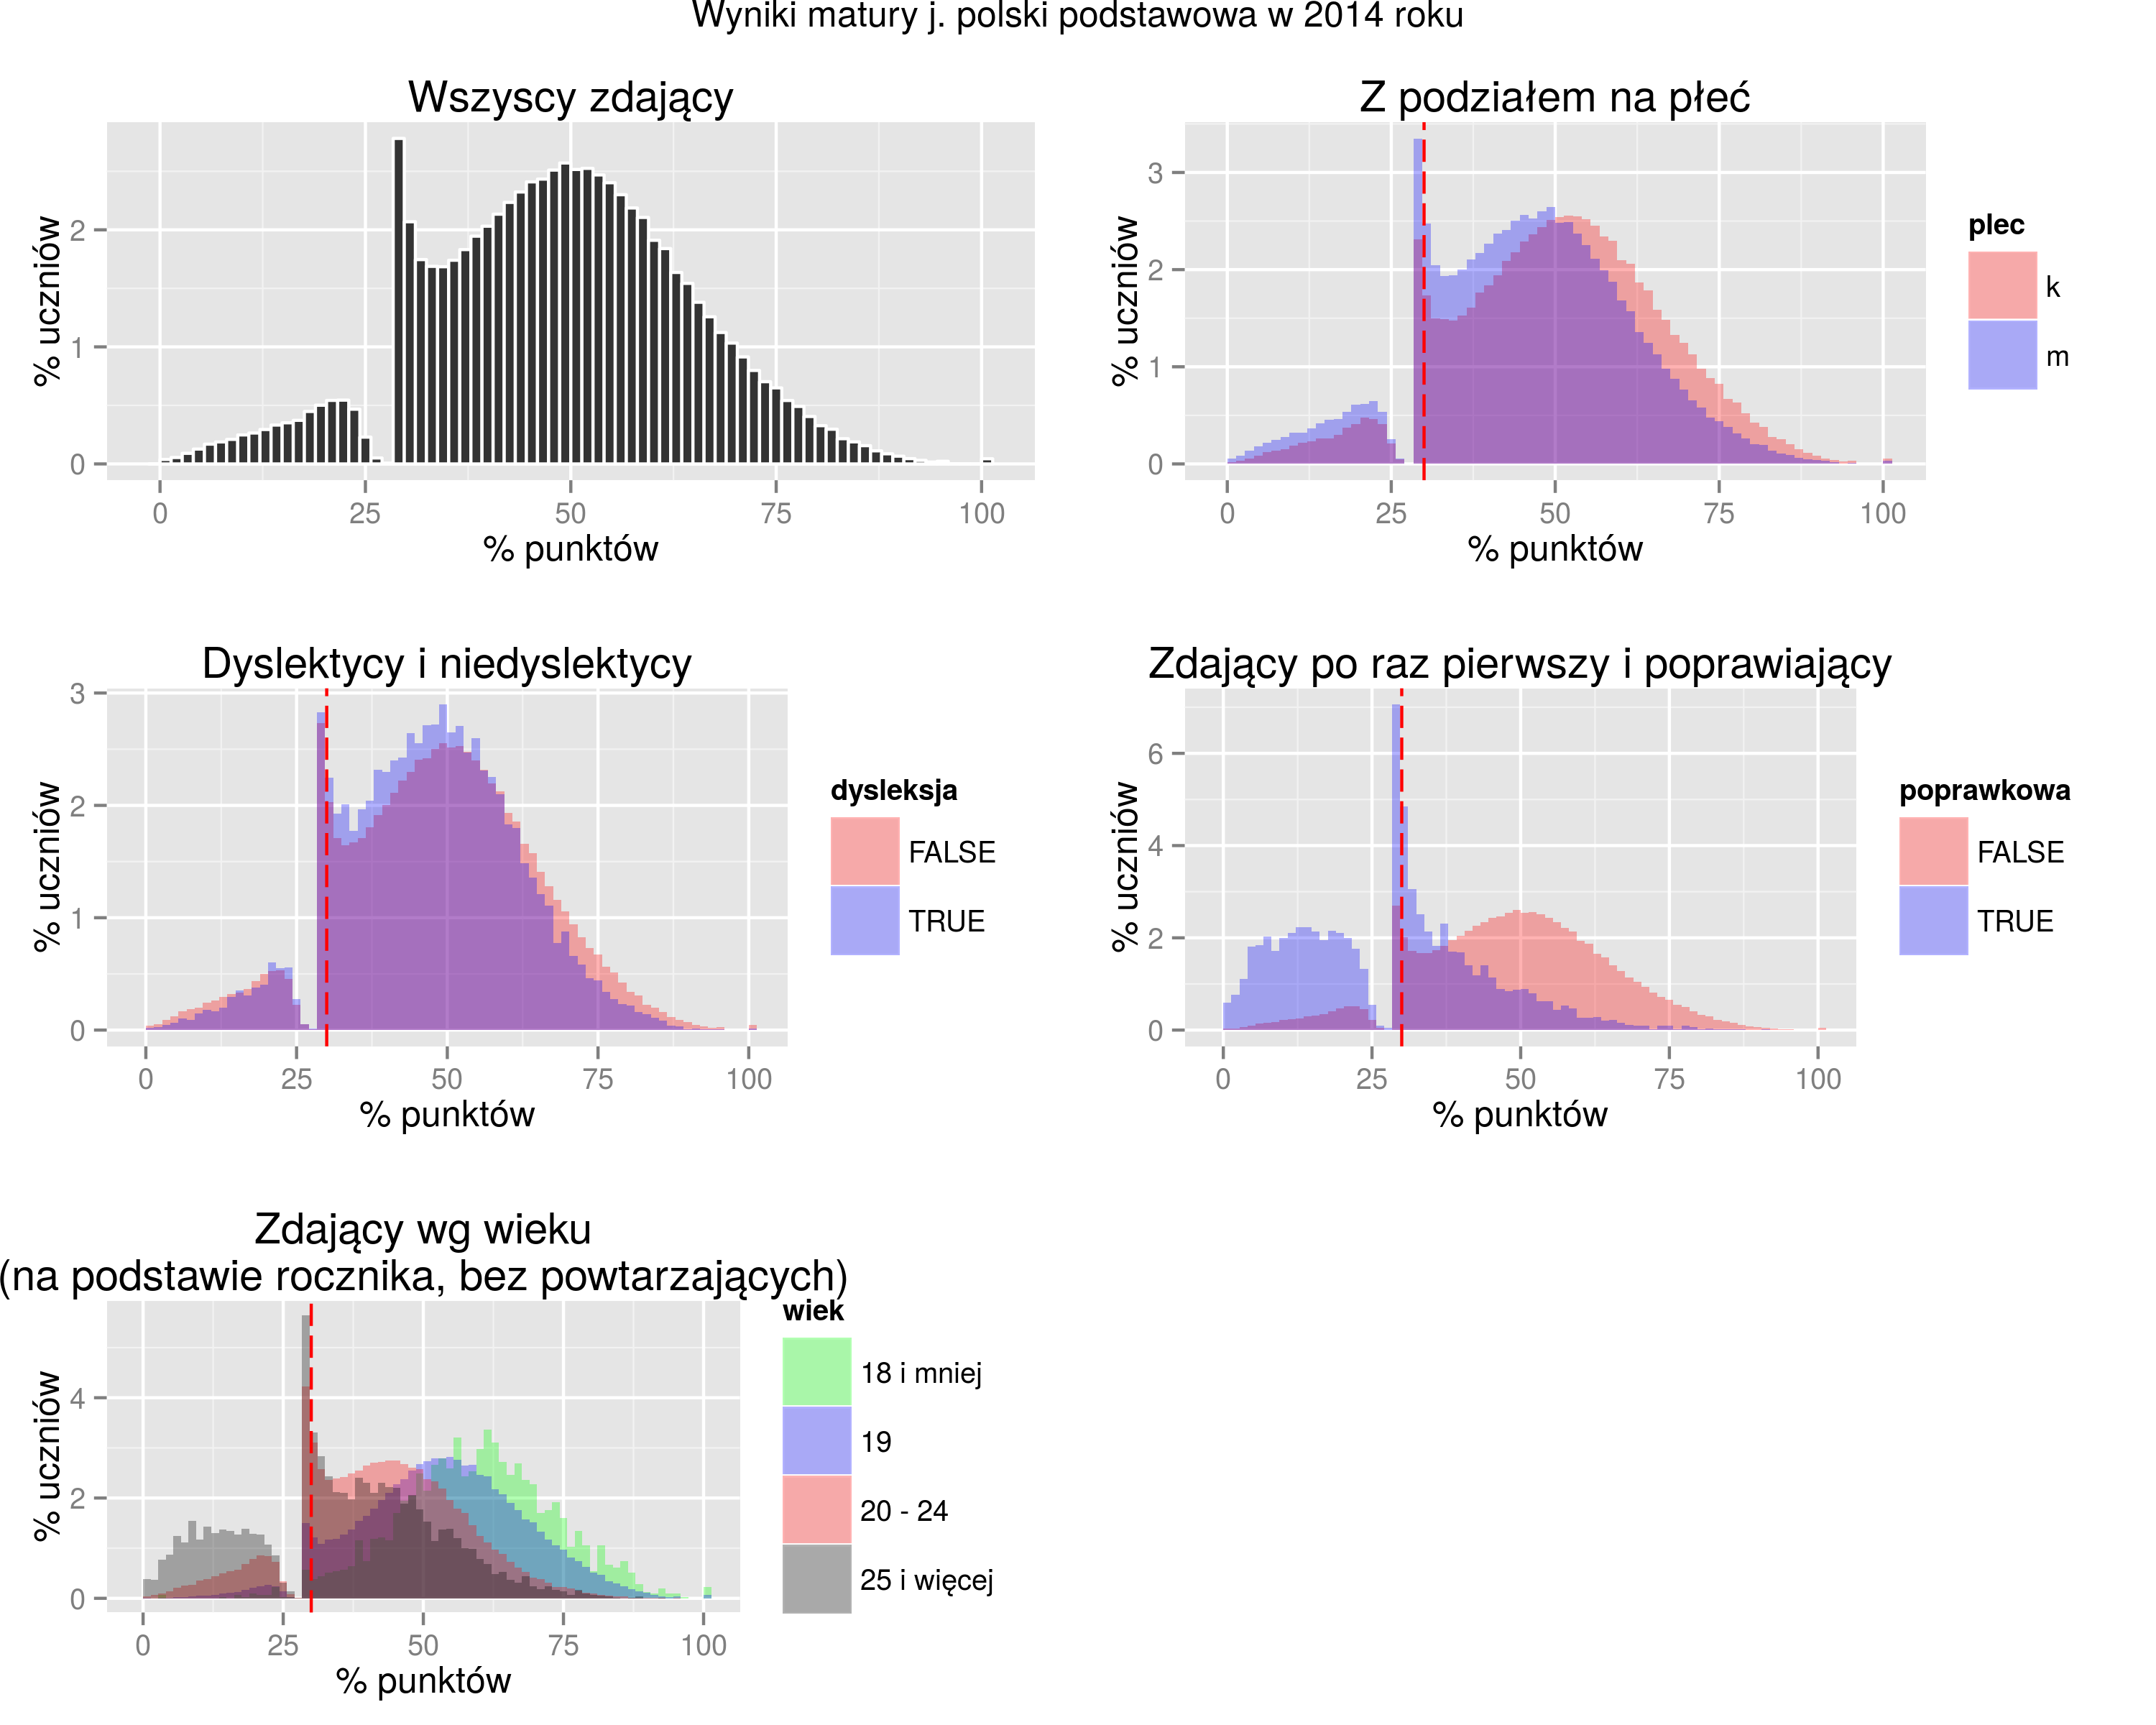 Wyniki matury j. polski podstawowa w 2014 roku
Wszyscy zdający
% uczniów
2
1
0
0 25 50 75 100
% punktów
Z podziałem na płeć
% uczniów
3
2
1
0
0 25 50 75 100
% punktów
plec
k
m
Dyslektycy i niedyslektycy
% uczniów
3
2
1
0
0 25 50 75 100
% punktów
dysleksja
FALSE
TRUE
Zdający po raz pierwszy i poprawiający
% uczniów
6
4
2
0
0 25 50 75 100
% punktów
poprawkowa
FALSE
TRUE
Zdający wg wieku
(na podstawie rocznika, bez powtarzających)
% uczniów
4
2
0
0 25 50 75 100
% punktów
wiek
18 i mniej
19
20 - 24
25 i więcej